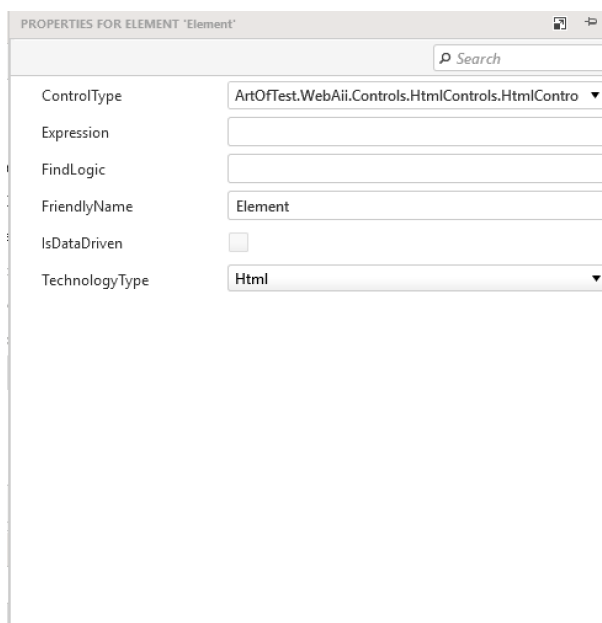 PROPERTIES FOR ELEMENT 'Element'
Search
ControlType ArtOfTest.WebAii.Controls.HtmlControls.HtmlContro
Expression
FindLogic
FriendlyName Element
IsDataDriven
TechnologyType Html